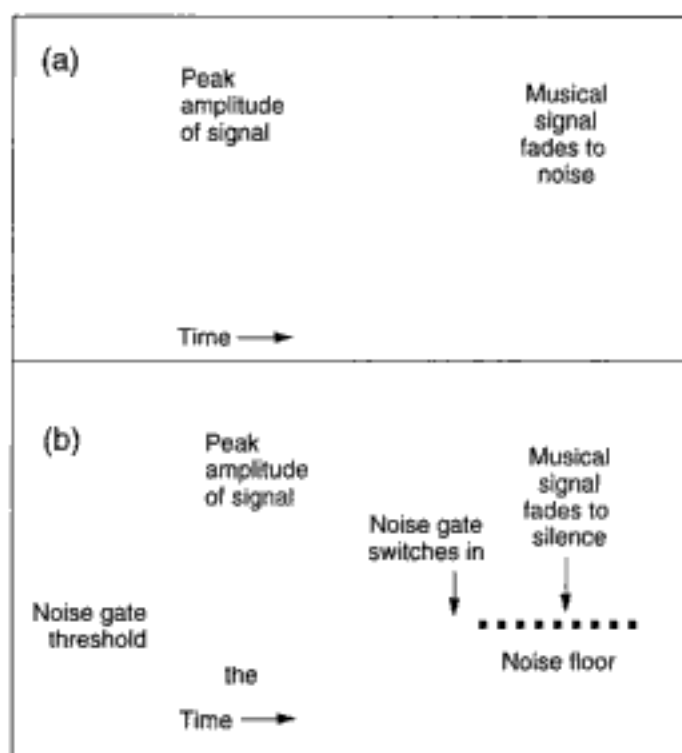 (a)
Peak
amplitude
of signal
Musical
signal
fades to
noise
Time
(b)
Peak
amplitude
of signal
Musical
signal
fades to
silence
Noise gate
switches in
Noise gate
threshold
Noise floor
the
Time